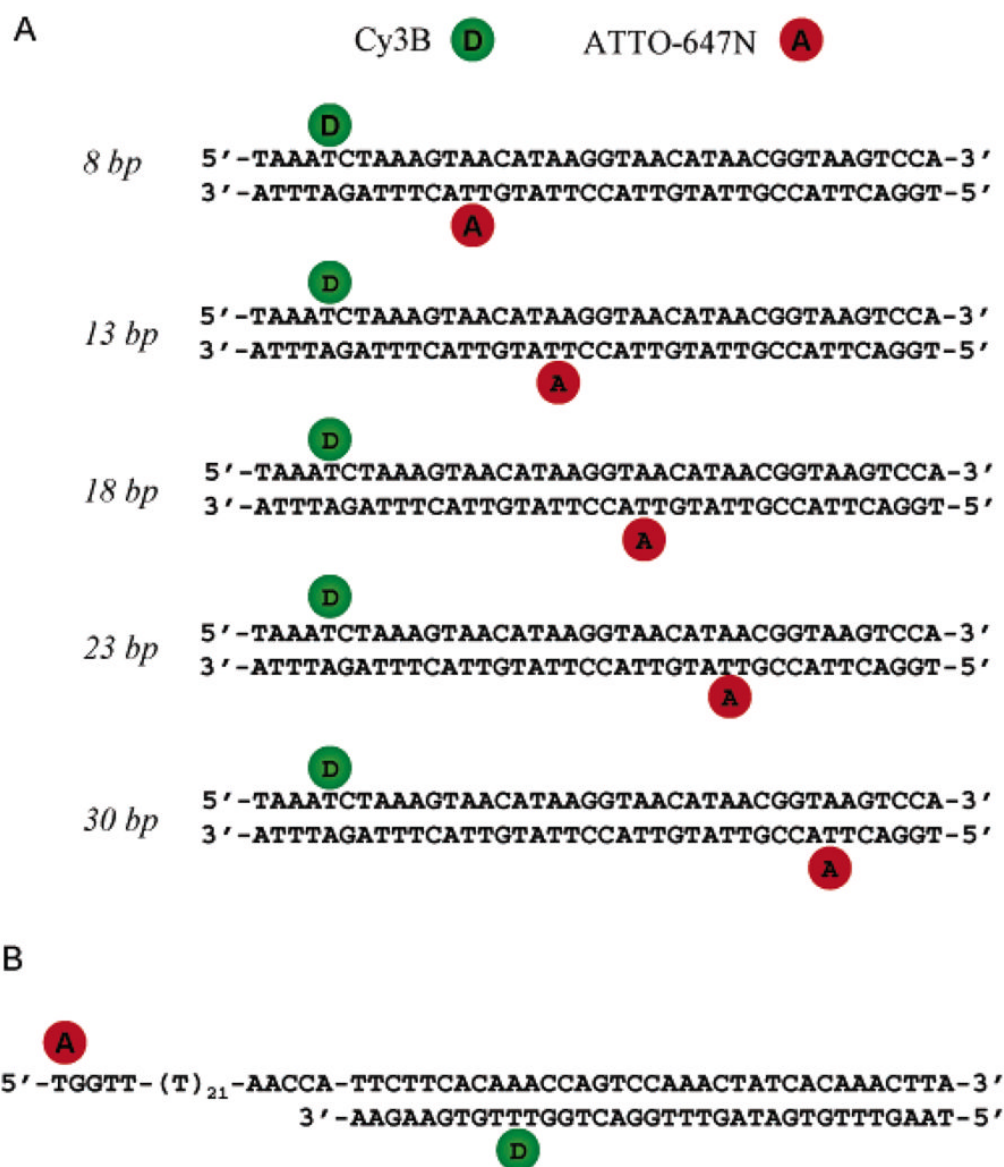 A
Cy3B D ATTO-647N A
D
8 bp 5'-TAAATCTAAAGTAACATAAGGTAACATAACGGTAAGTCCA-3'
3'-ATTTAGATTTCATTGTATTCCATTGTATTGCCATTCAGGT-5'
A
D
13 bp 5'-TAAATCTAAAGTAACATAAGGTAACATAACGGTAAGTCCA-3'
3'-ATTTAGATTTCATTGTATTCCATTGTATTGCCATTCAGGT-5'
A
D
18 bp 5'-TAAATCTAAAGTAACATAAGGTAACATAACGGTAAGTCCA-3'
3'-ATTTAGATTTCATTGTATTCCATTGTATTGCCATTCAGGT-5'
A
D
23 bp 5'-TAAATCTAAAGTAACATAAGGTAACATAACGGTAAGTCCA-3'
3'-ATTTAGATTTCATTGTATTCCATTGTATTGCCATTCAGGT-5'
A
D
30 bp 5'-TAAATCTAAAGTAACATAAGGTAACATAACGGTAAGTCCA-3'
3'-ATTTAGATTTCATTGTATTCCATTGTATTGCCATTCAGGT-5'
A
B
A
5'-TGGTT-(T)21-AACCA-TTCTTCACAAACCAGTCCAAACTATCACAAACTTA-3'
3'-AAGAAGTGTTTGGTCAGGTTTGATAGTGTTTGAAT-5'
D